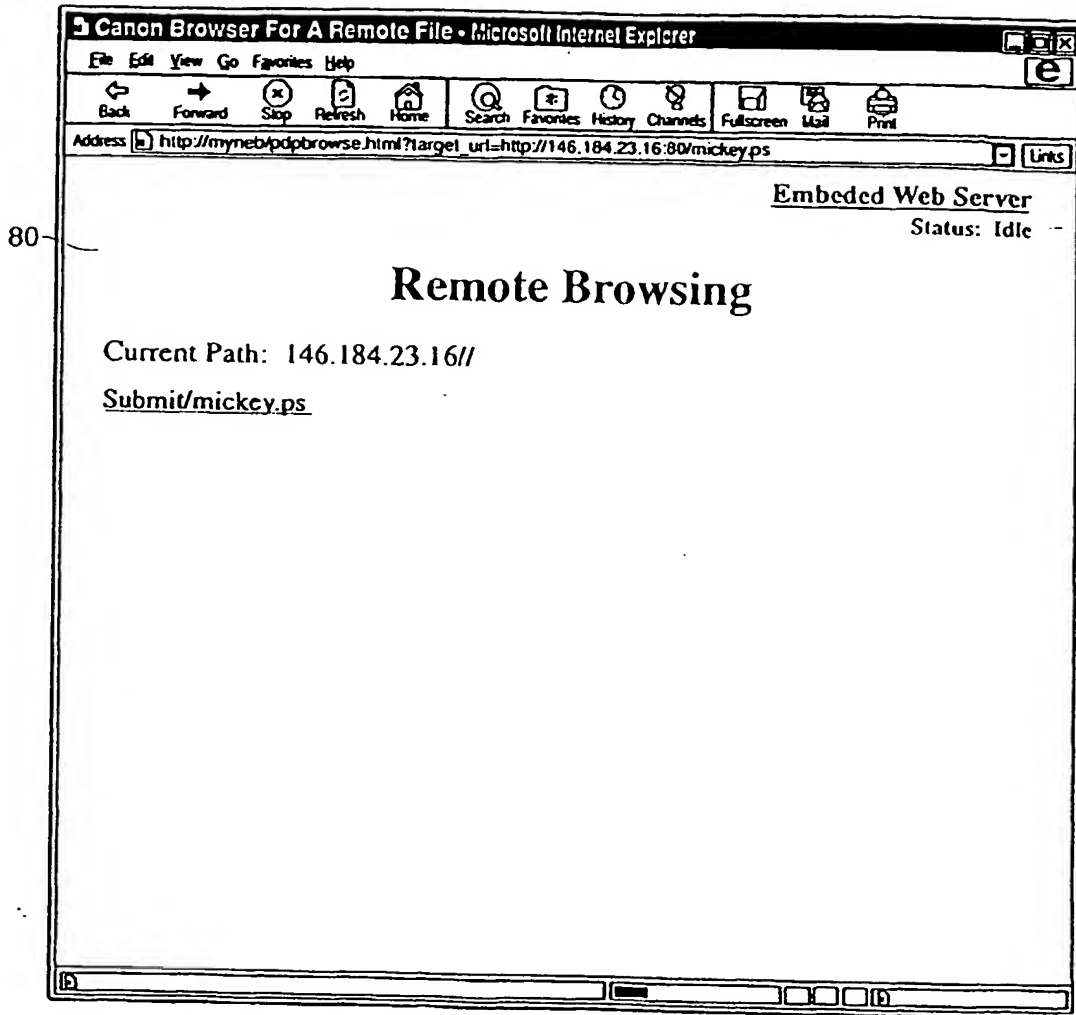 Canon Browser For A Remote File • Microsoft Internet Explorer
File Edit View Go Favorites Help
e
Back Forward Stop Refresh Home Search Favorites History Channels Fullscreen Mail Print
Address http://myneb/pdpbrowse.html?target_url=http://146.184.23.16:80/mickey.ps Links
Embeded Web Server
80
Status: Idle
Remote Browsing
Current Path: 146.184.23.16//
Submit/mickey.ps